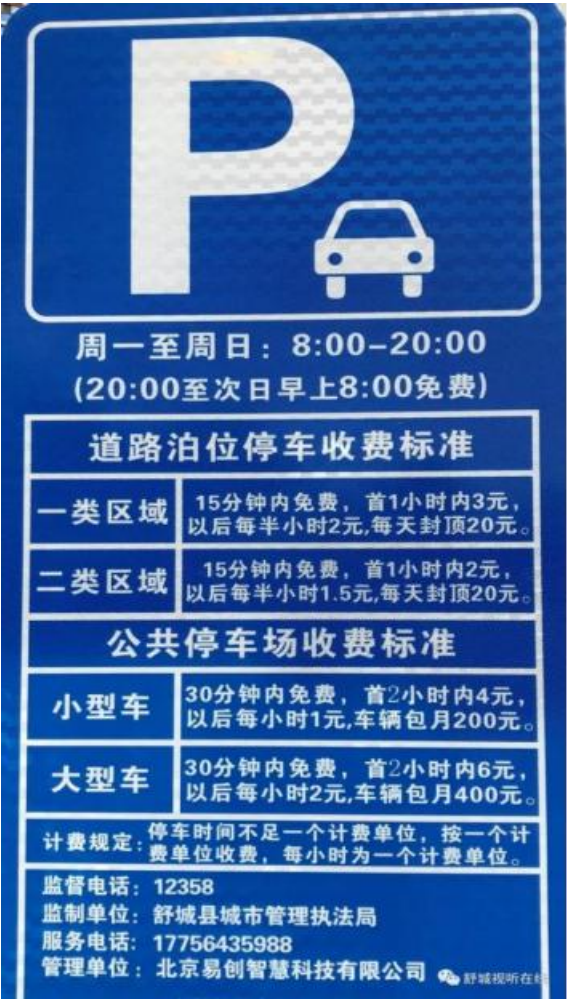 P
周一至周日：8:00-20:00
(20:00至次日早上8:00免费)
道路泊位停车收费标准
一类区域
15分钟内免费，首1小时内3元，
以后每半小时2元,每天封顶20元。
二类区域
15分钟内免费，首1小时内2元，
以后每半小时1.5元,每天封顶20元。
公共停车场收费标准
小型车
30分钟内免费，首2小时内4元，
以后每小时1元,车辆包月200元。
大型车
30分钟内免费，首2小时内6元，
以后每小时2元,车辆包月400元。
计费规定：停车时间不足一个计费单位，按一个计
费单位收费，每小时为一个计费单位。
监督电话：12358
监制单位：舒城县城市管理执法局
服务电话：17756435988
管理单位：北京易创智慧科技有限公司
舒城视听在线